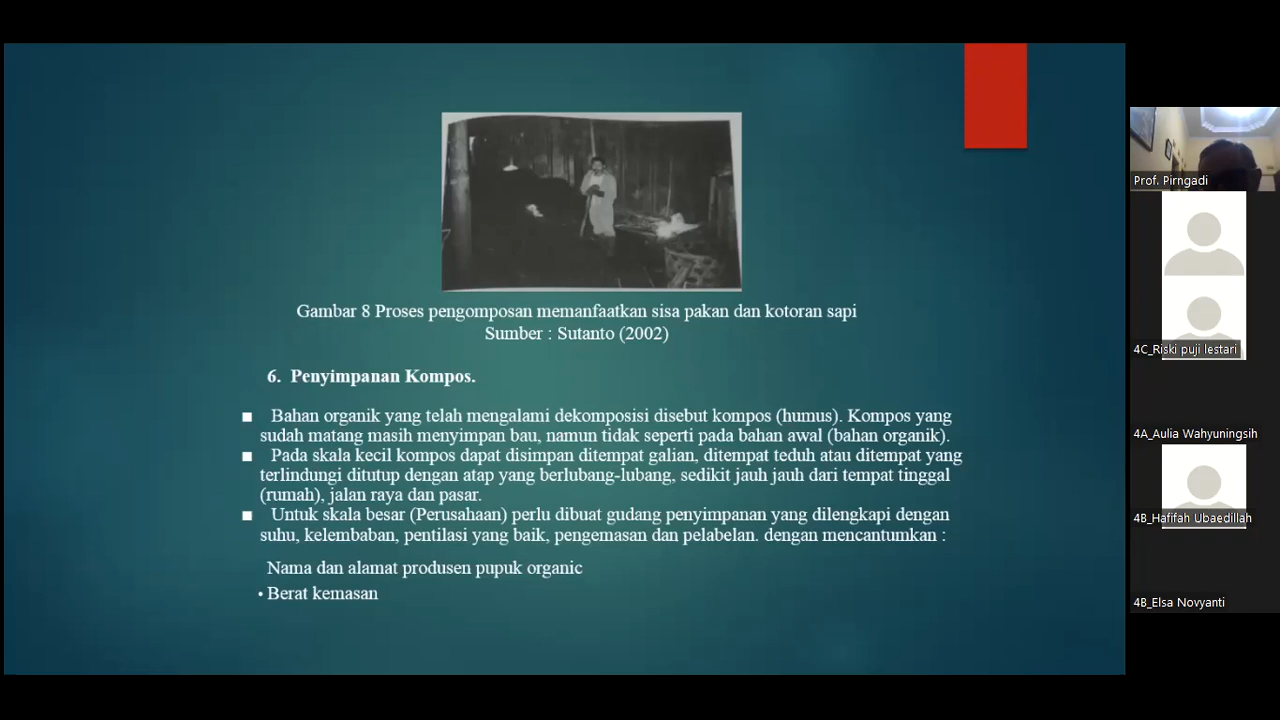 Gambar 8 Proses pengomposan memanfaatkan sisa pakan dan kotoran sapi
Sumber : Sutanto (2002)
6. Penyimpanan Kompos.
■ Bahan organik yang telah mengalami dekomposisi disebut kompos (humus). Kompos yang
sudah matang masih menyimpan bau, namun tidak seperti pada bahan awal (bahan organik).
■ Pada skala kecil kompos dapat disimpan ditempat galian, ditempat teduh atau ditempat yang
terlindungi ditutup dengan atap yang berlubang-lubang, sedikit jauh jauh dari tempat tinggal
(rumah), jalan raya dan pasar.
■ Untuk skala besar (Perusahaan) perlu dibuat gudang penyimpanan yang dilengkapi dengan
suhu, kelembaban, pentilasi yang baik, pengemasan dan pelabelan. dengan mencantumkan :
Nama dan alamat produsen pupuk organic
• Berat kemasan
Prof. Pirngadi
4C_Riski puji lestari
4A_Aulia Wahyuningsih
4B_Hafifah Ubaedillah
4B_Elsa Novyanti